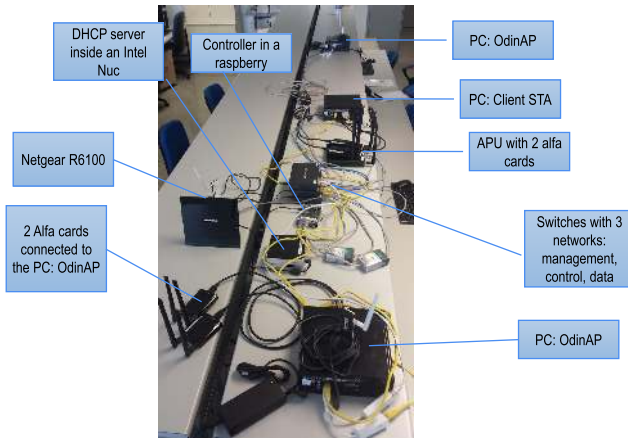 DHCP server
inside an Intel
Nuc
Controller in a
raspberry
PC: OdinAP
PC: Client STA
APU with 2 alfa
cards
Netgear R6100
2 Alfa cards
connected to
the PC: OdinAP
Switches with 3
networks:
management,
control, data
PC: OdinAP